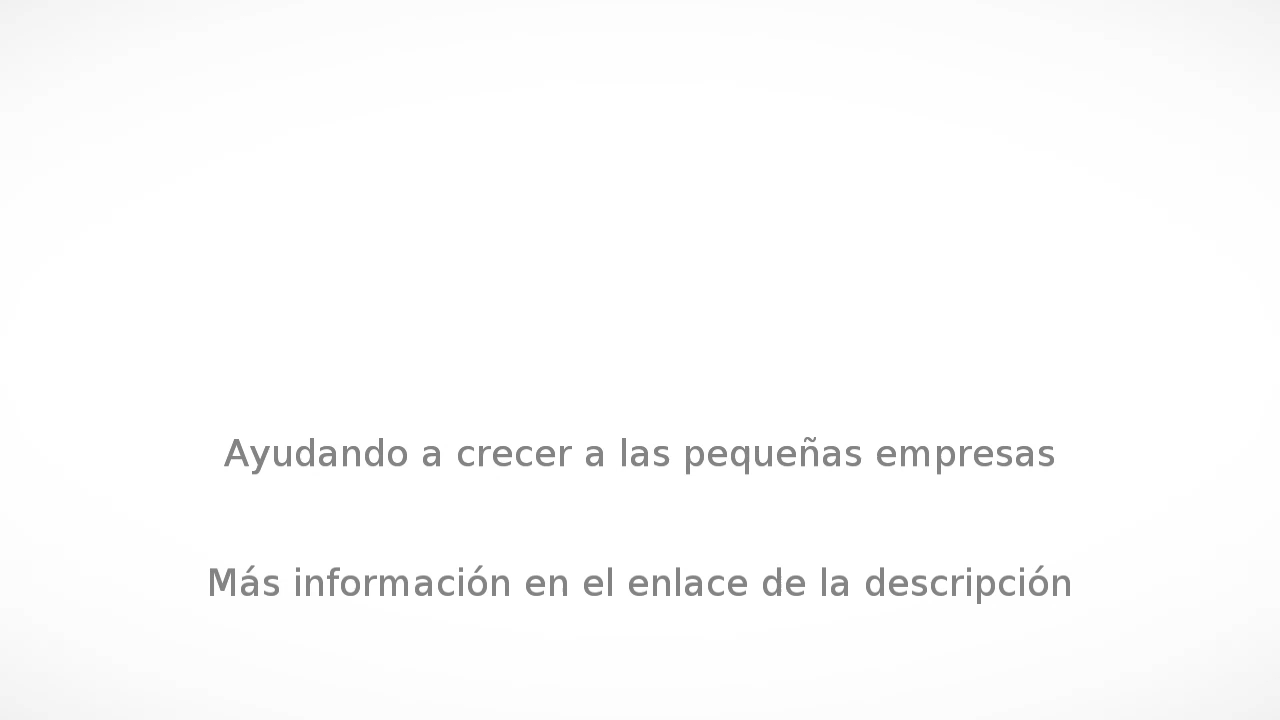 Ayudando a crecer a las pequeñas empresas
Más información en el enlace de la descripción